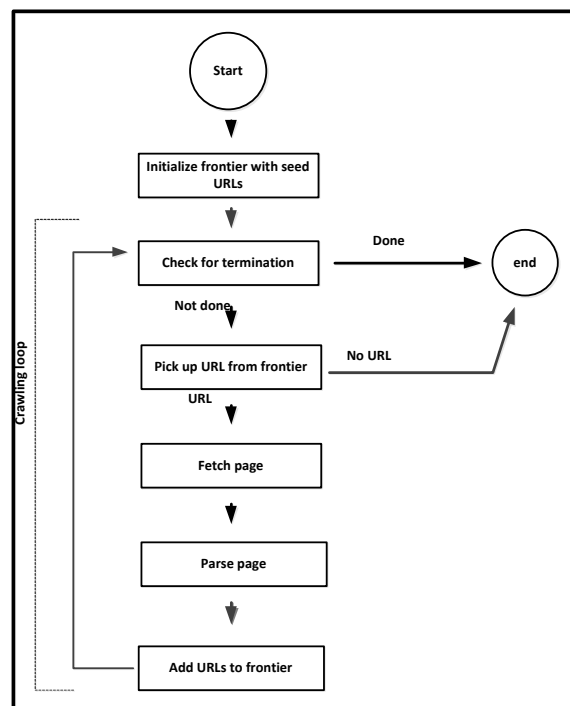 Start
Initialize frontier with seed
URLs
Check for termination
Done
end
Not done
Pick up URL from frontier
No URL
URL
Fetch page
Parse page
Add URLs to frontier
Crawling loop